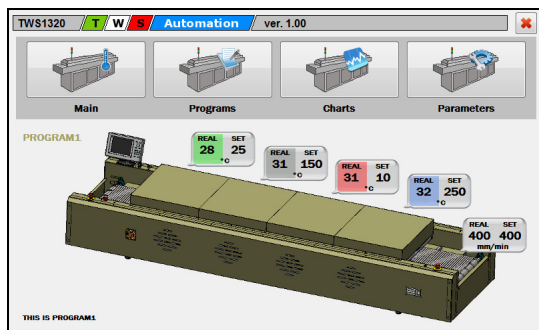 TWS1320 T W S Automation ver. 1.00
Main Programs Charts Parameters
PROGRAM1
REAL SET
28 25
°C
REAL SET
31 150
°C
REAL SET
31 10
°C
REAL SET
32 250
°C
REAL SET
400 400
mm/min
THIS IS PROGRAM1